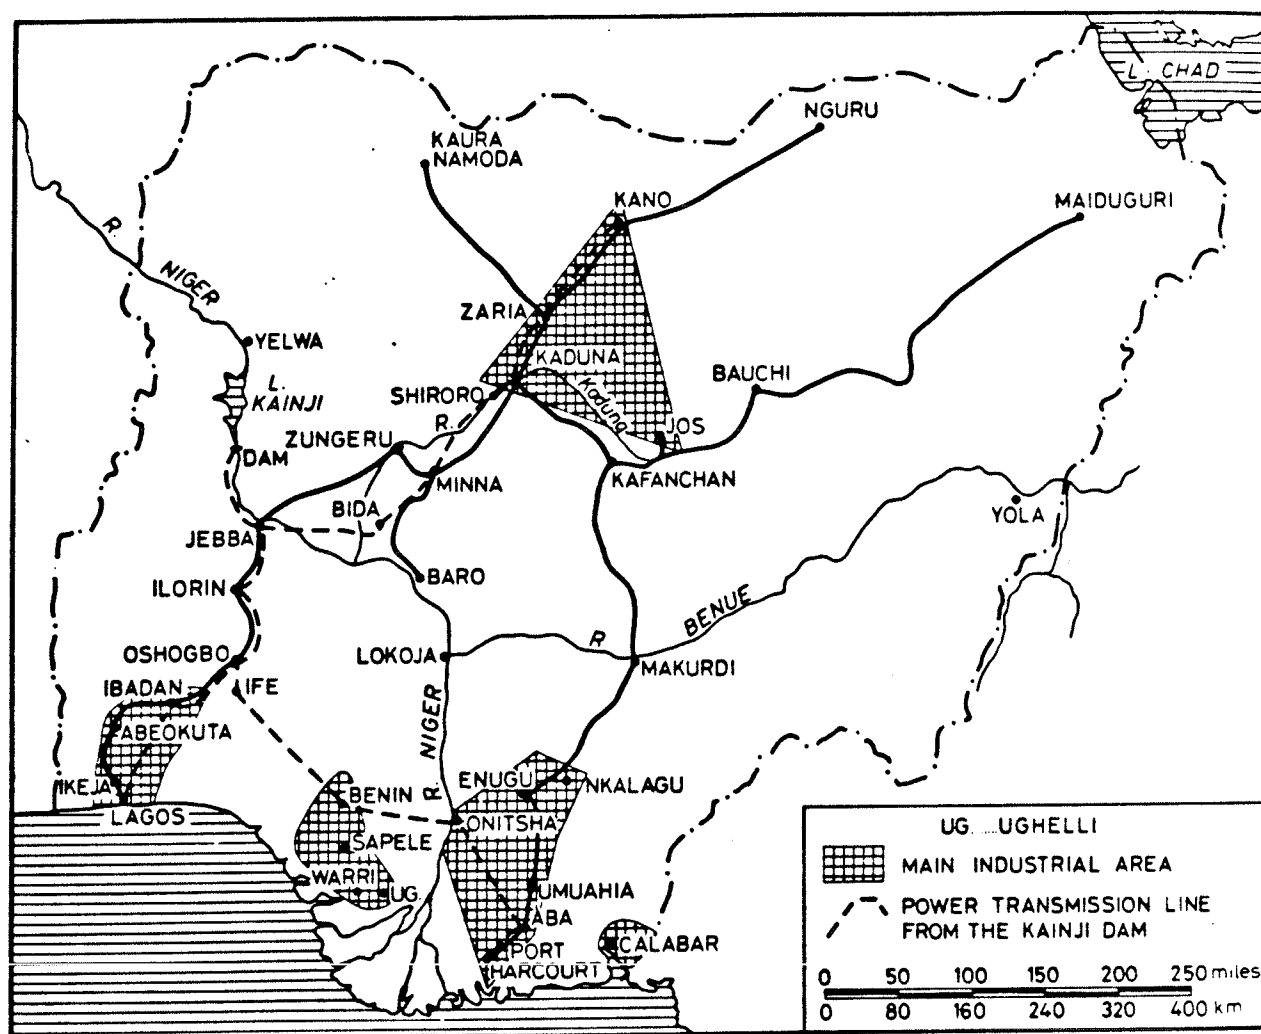 L. CHAD
NGURU
KAURA
NAMODA
KANO
MAIDUGURI
R.
NIGER
ZARIA
YELWA
KADUNA
L.
KAINJI
SHIRORO
Kadung
BAUCHI
R.
JOS
ZUNGERU
DAM
MINNA
KAFANCHAN
BIDA
YOLA
JEBBA
BARO
ILORIN
BENUE
R
OSHOGBO
LOKOJA
MAKURDI
IBADAN
IFE
ABEOKUTA
R. NIGER
ENUGU
NKALAGU
IKEJA
BENIN
LAGOS
ONITSHA
SAPELE
WARRI
UG.
UMUAHIA
ABA
PORT
HARCOURT
CALABAR
UG. ...UGHELLI
MAIN INDUSTRIAL AREA
POWER TRANSMISSION LINE
FROM THE KAINJI DAM
0 50 100 150 200 250 miles
0 80 160 240 320 400 km